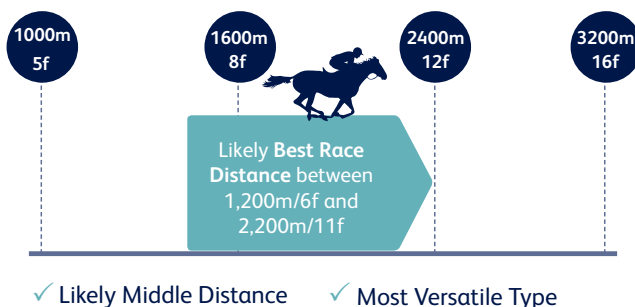 1000m
5f
1600m
8f
2400m
12f
3200m
16f
Likely Best Race
Distance between
1,200m/6f and
2,200m/11f
✓ Likely Middle Distance
✓ Most Versatile Type